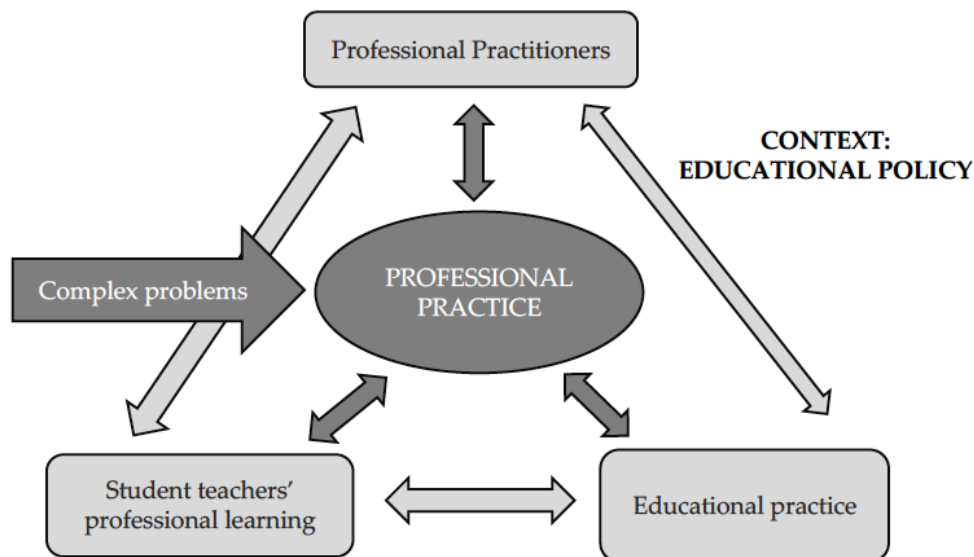 Professional Practitioners
CONTEXT:
EDUCATIONAL POLICY
Complex problems
PROFESSIONAL
PRACTICE
Student teachers’
professional learning
Educational practice